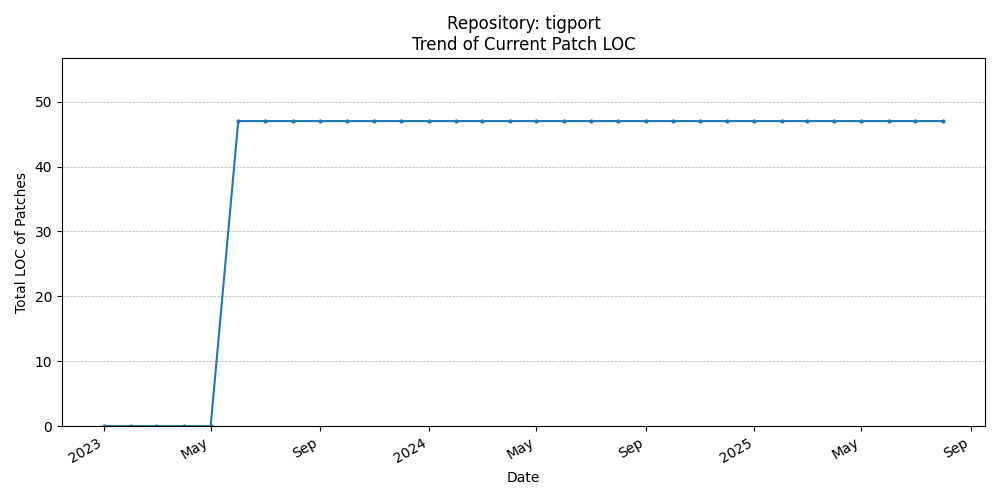 Repository: tigport
Trend of Current Patch LOC
Total LOC of Patches
50
40
30
20
10
0
2023
May
Sep
2024
May
Sep
2025
May
Sep
Date